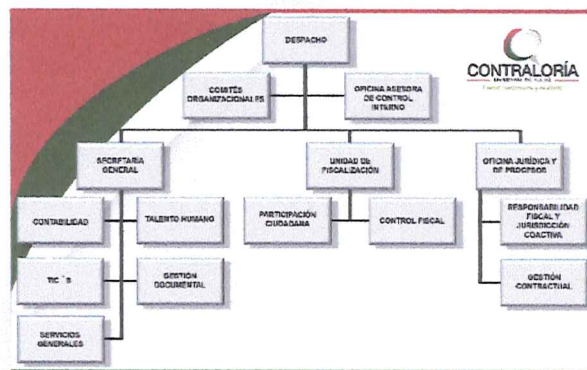 DESPACHO
CONTRALORÍA
COMITÉS
ORGANIZACIONALES
OFICINA ASESORA
DE CONTROL
INTERNO
SECRETARÍA
GENERAL
UNIDAD DE
FISCALIZACIÓN
OFICINA JURÍDICA Y
DE PROCESOS
CONTABILIDAD
TALENTO HUMANO
PARTICIPACIÓN
CIUDADANA
CONTROL FISCAL
RESPONSABILIDAD
FISCAL Y
JURISDICCIÓN
COACTIVA
TIC´S
GESTIÓN
DOCUMENTAL
GESTIÓN
CONTRACTUAL
SERVICIOS
GENERALES